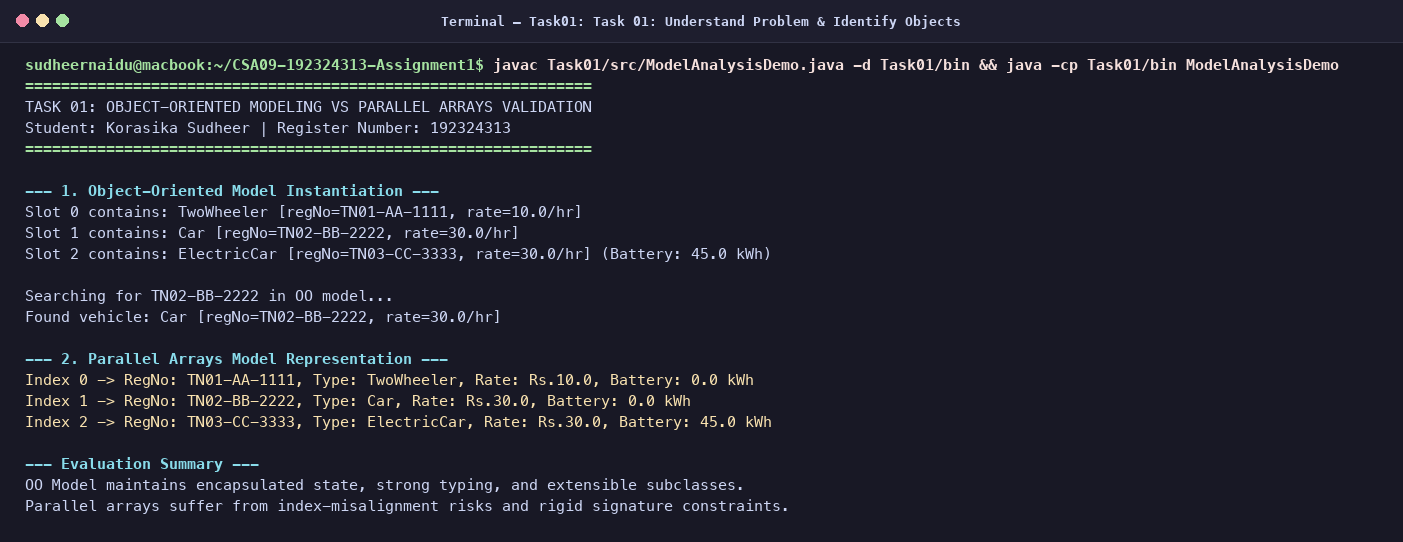 Terminal — Task01: Task 01: Understand Problem & Identify Objects
sudheernaidu@macbook:~/CSA09-192324313-Assignment1$ javac Task01/src/ModelAnalysisDemo.java -d Task01/bin && java -cp Task01/bin ModelAnalysisDemo
===============================================================
TASK 01: OBJECT-ORIENTED MODELING VS PARALLEL ARRAYS VALIDATION
Student: Korasika Sudheer | Register Number: 192324313
===============================================================
--- 1. Object-Oriented Model Instantiation ---
Slot 0 contains: TwoWheeler [regNo=TN01-AA-1111, rate=10.0/hr]
Slot 1 contains: Car [regNo=TN02-BB-2222, rate=30.0/hr]
Slot 2 contains: ElectricCar [regNo=TN03-CC-3333, rate=30.0/hr] (Battery: 45.0 kWh)
Searching for TN02-BB-2222 in OO model...
Found vehicle: Car [regNo=TN02-BB-2222, rate=30.0/hr]
--- 2. Parallel Arrays Model Representation ---
Index 0 -> RegNo: TN01-AA-1111, Type: TwoWheeler, Rate: Rs.10.0, Battery: 0.0 kWh
Index 1 -> RegNo: TN02-BB-2222, Type: Car, Rate: Rs.30.0, Battery: 0.0 kWh
Index 2 -> RegNo: TN03-CC-3333, Type: ElectricCar, Rate: Rs.30.0, Battery: 45.0 kWh
--- Evaluation Summary ---
OO Model maintains encapsulated state, strong typing, and extensible subclasses.
Parallel arrays suffer from index-misalignment risks and rigid signature constraints.